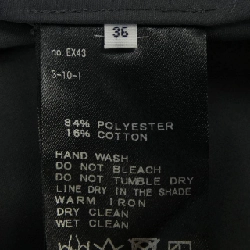 36
no.EX43
3-10-1
84% POLYESTER
16% COTTON
HAND WASH
DO NOT BLEACH
DO NOT TUMBLE DRY
LINE DRY IN THE SHADE
WARM IRON
DRY CLEAN
WET CLEAN